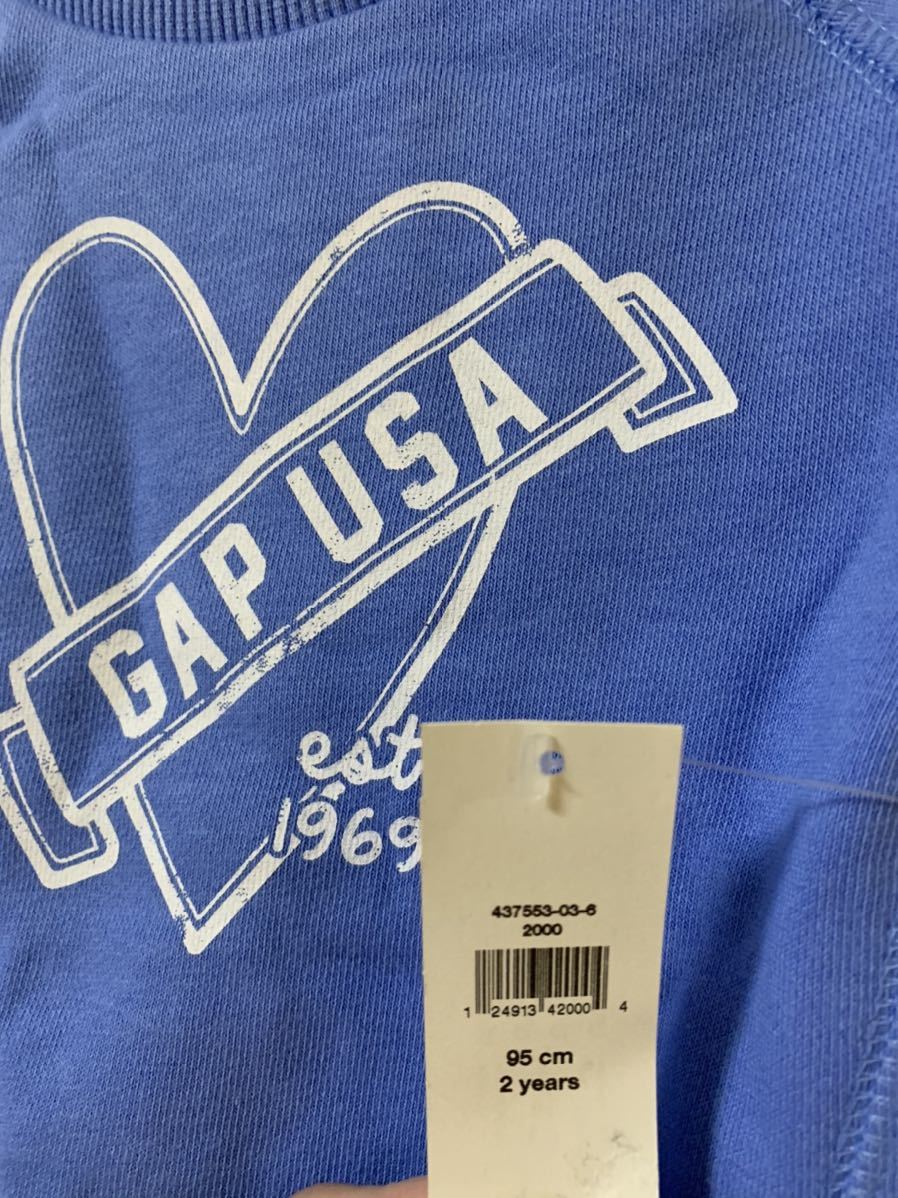 GAP USA
est
1969
437553-03-6
2000
1 24913 42000 4
95 cm
2 years